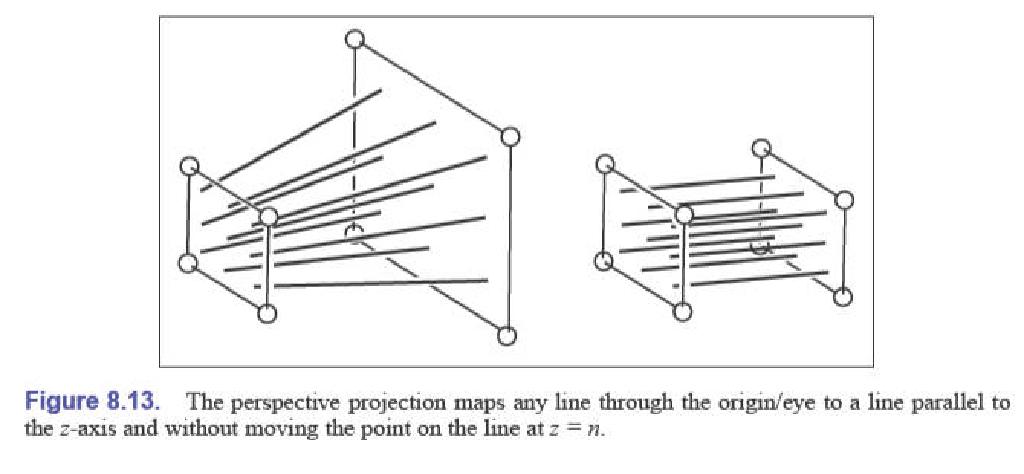 Figure 8.13. The perspective projection maps any line through the origin/eye to a line parallel to
the z-axis and without moving the point on the line at z = n.